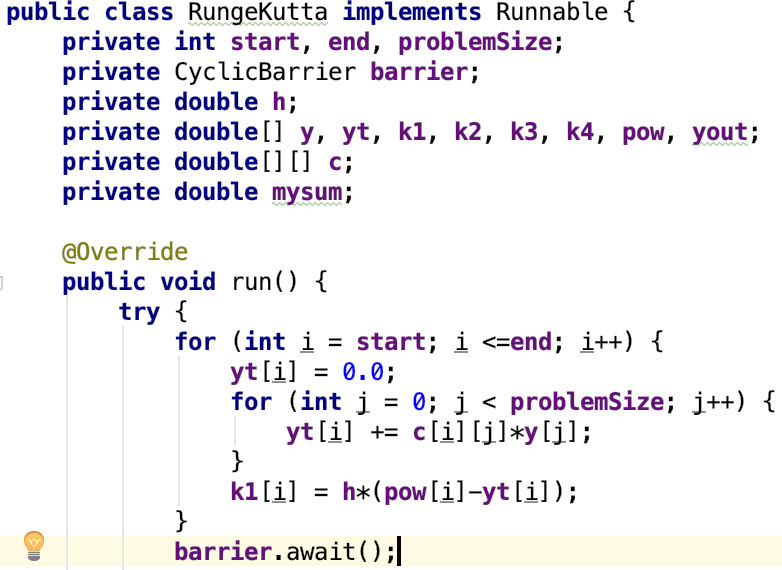 public class RungeKutta implements Runnable {
    private int start, end, problemSize;
    private CyclicBarrier barrier;
    private double h;
    private double[] y, yt, k1, k2, k3, k4, pow, yout;
    private double[][] c;
    private double mysum;

    @Override
    public void run() {
        try {
            for (int i = start; i <=end; i++) {
                yt[i] = 0.0;
                for (int j = 0; j < problemSize; j++) {
                    yt[i] += c[i][j]*y[j];
                }
                k1[i] = h*(pow[i]-yt[i]);
            }
            barrier.await();